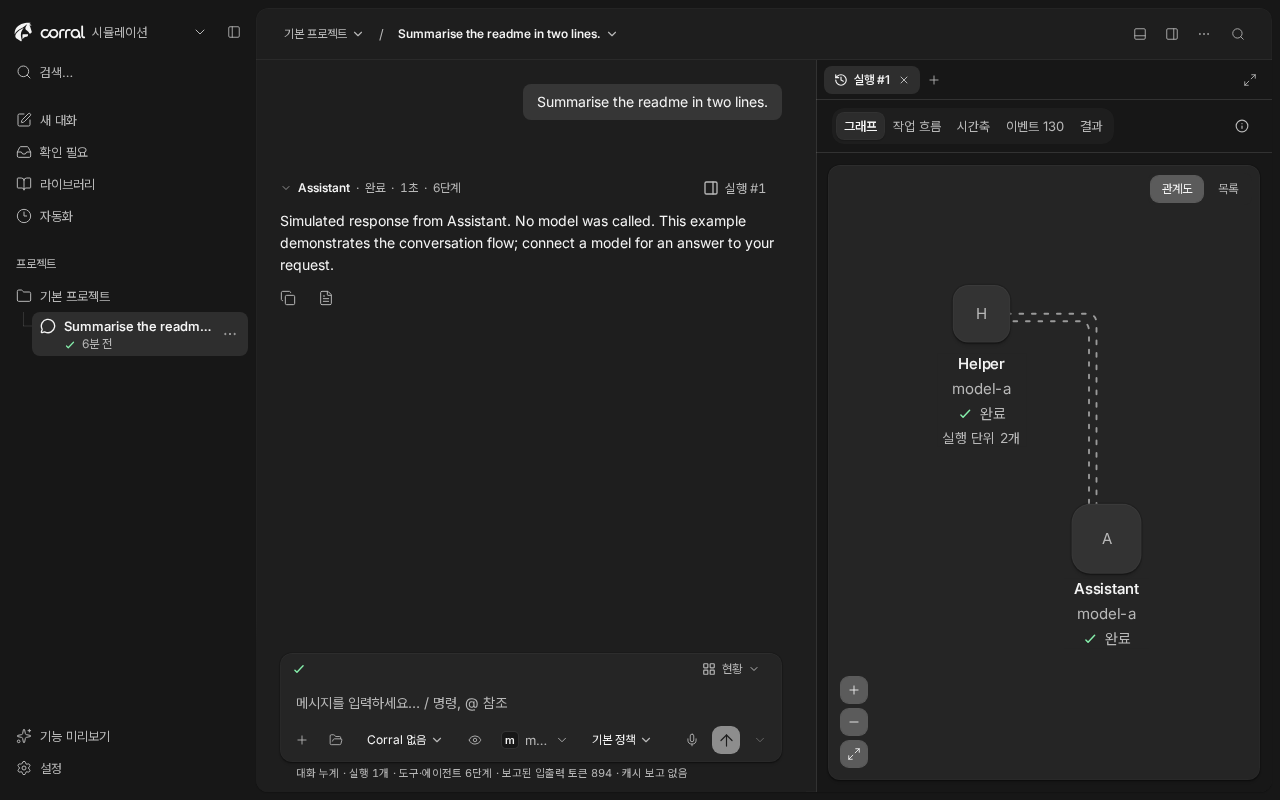 corral 시뮬레이션
검색...
새 대화
확인 필요
라이브러리
자동화
프로젝트
기본 프로젝트
Summarise the readm...
6분 전
기능 미리보기
설정
기본 프로젝트 / Summarise the readme in two lines.
Summarise the readme in two lines.
Assistant · 완료 · 1초 · 6단계
실행 #1
Simulated response from Assistant. No model was called. This example
demonstrates the conversation flow; connect a model for an answer to your
request.
현황
메시지를 입력하세요... / 명령, @ 참조
Corral 없음
m m...
기본 정책
대화 누계 · 실행 1개 · 도구·에이전트 6단계 · 보고된 입출력 토큰 894 · 캐시 보고 없음
실행 #1
그래프 작업 흐름 시간축 이벤트 130 결과
관계도 목록
H
Helper
model-a
완료
실행 단위 2개
A
Assistant
model-a
완료